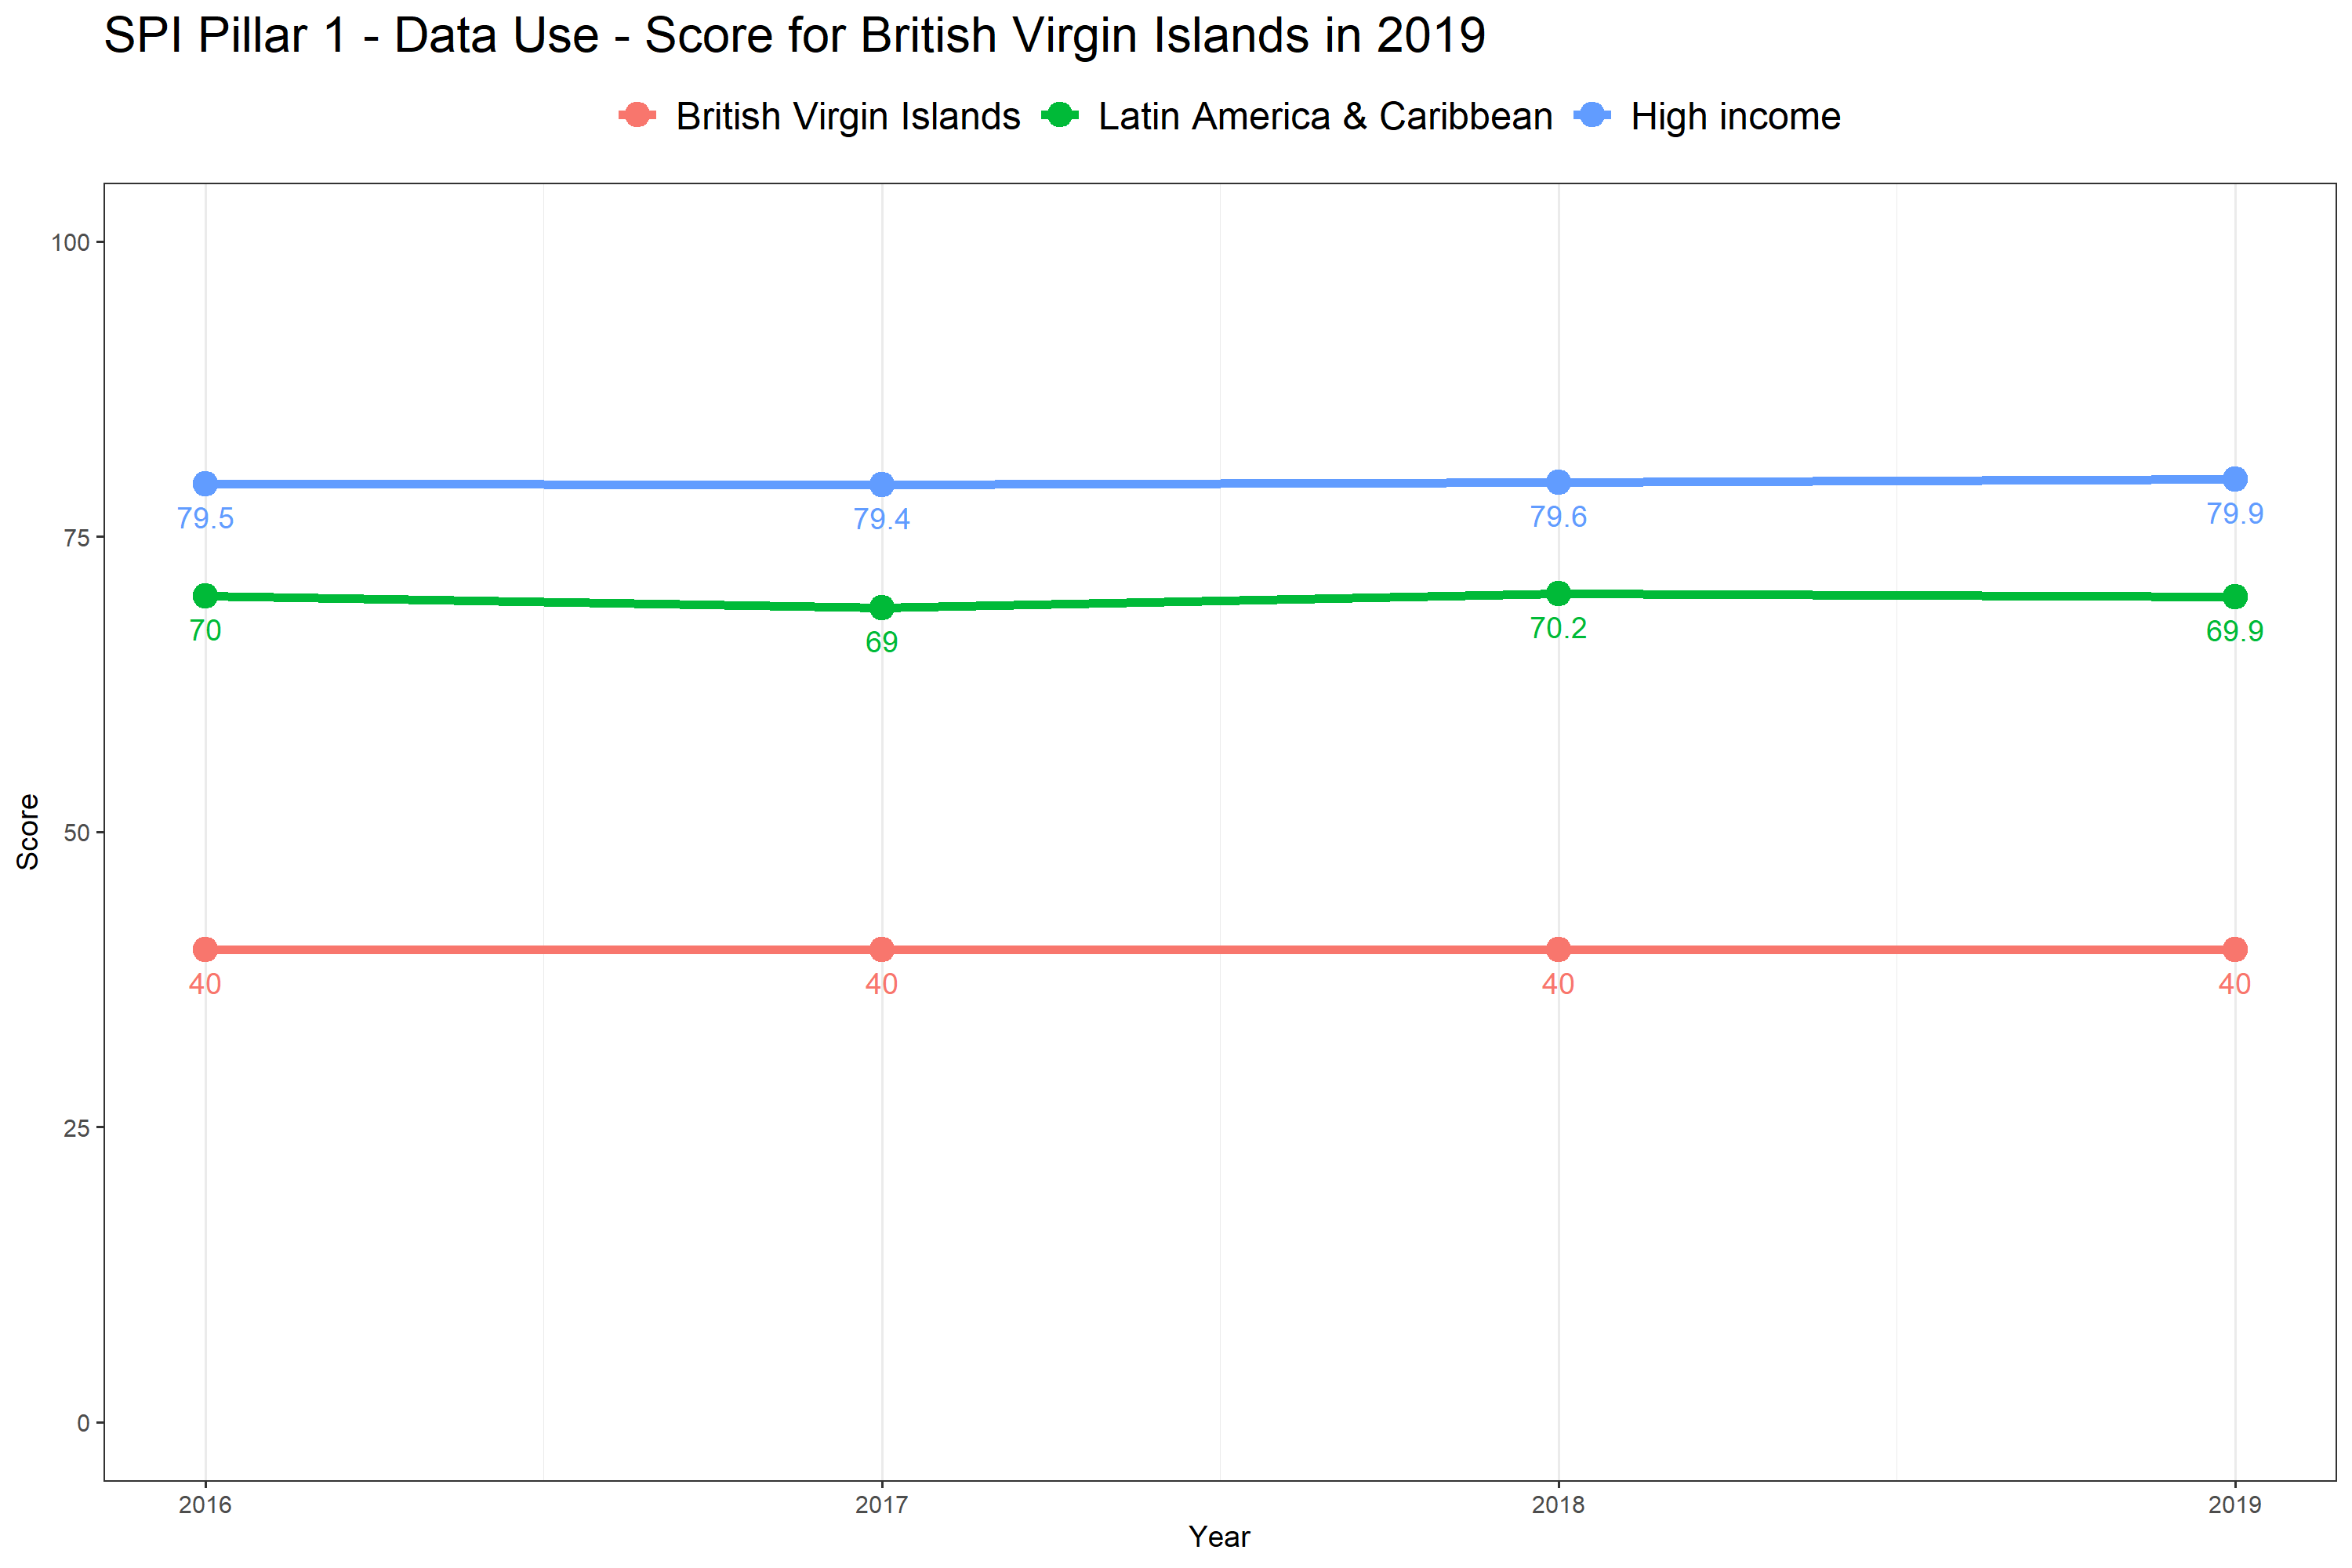 SPI Pillar 1 - Data Use - Score for British Virgin Islands in 2019
British Virgin Islands Latin America & Caribbean High income
100
75
50
25
0
Score
79.5 79.4 79.6 79.9
70 69 70.2 69.9
40 40 40 40
2016 2017 2018 2019
Year